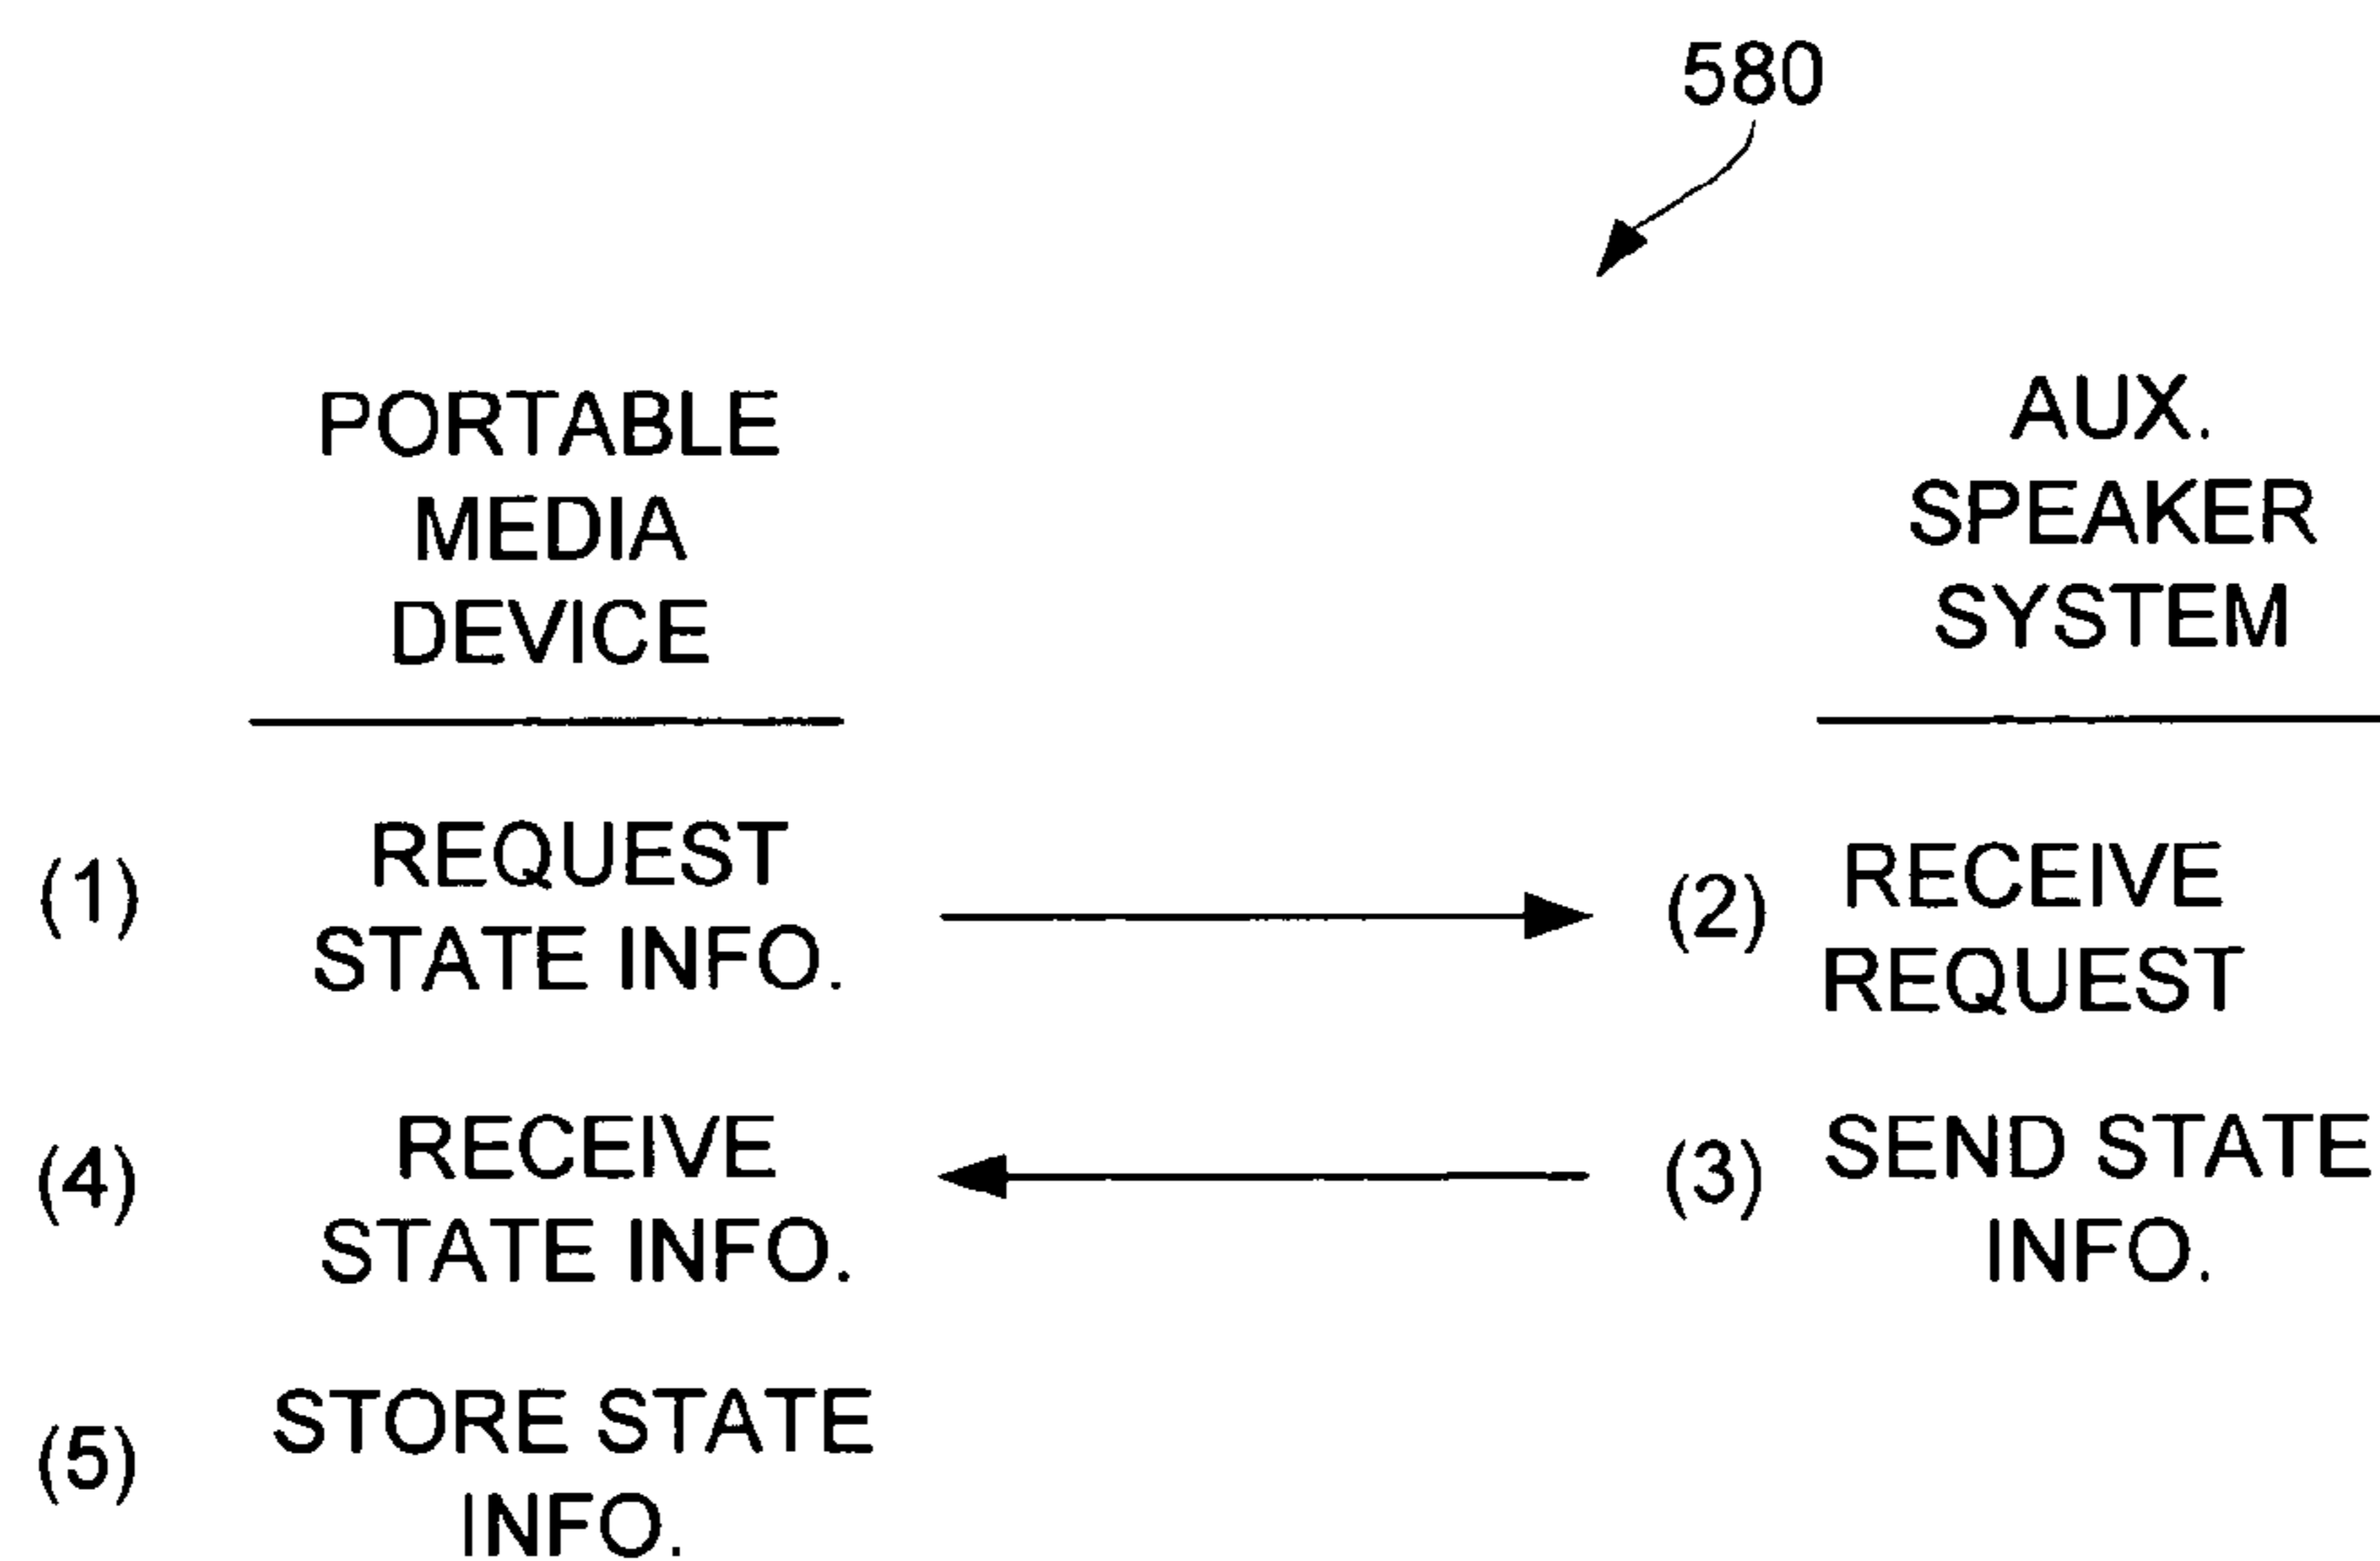 580
PORTABLE
MEDIA
DEVICE
AUX.
SPEAKER
SYSTEM
(1) REQUEST
STATE INFO.
(2) RECEIVE
REQUEST
(4) RECEIVE
STATE INFO.
(3) SEND STATE
INFO.
(5) STORE STATE
INFO.